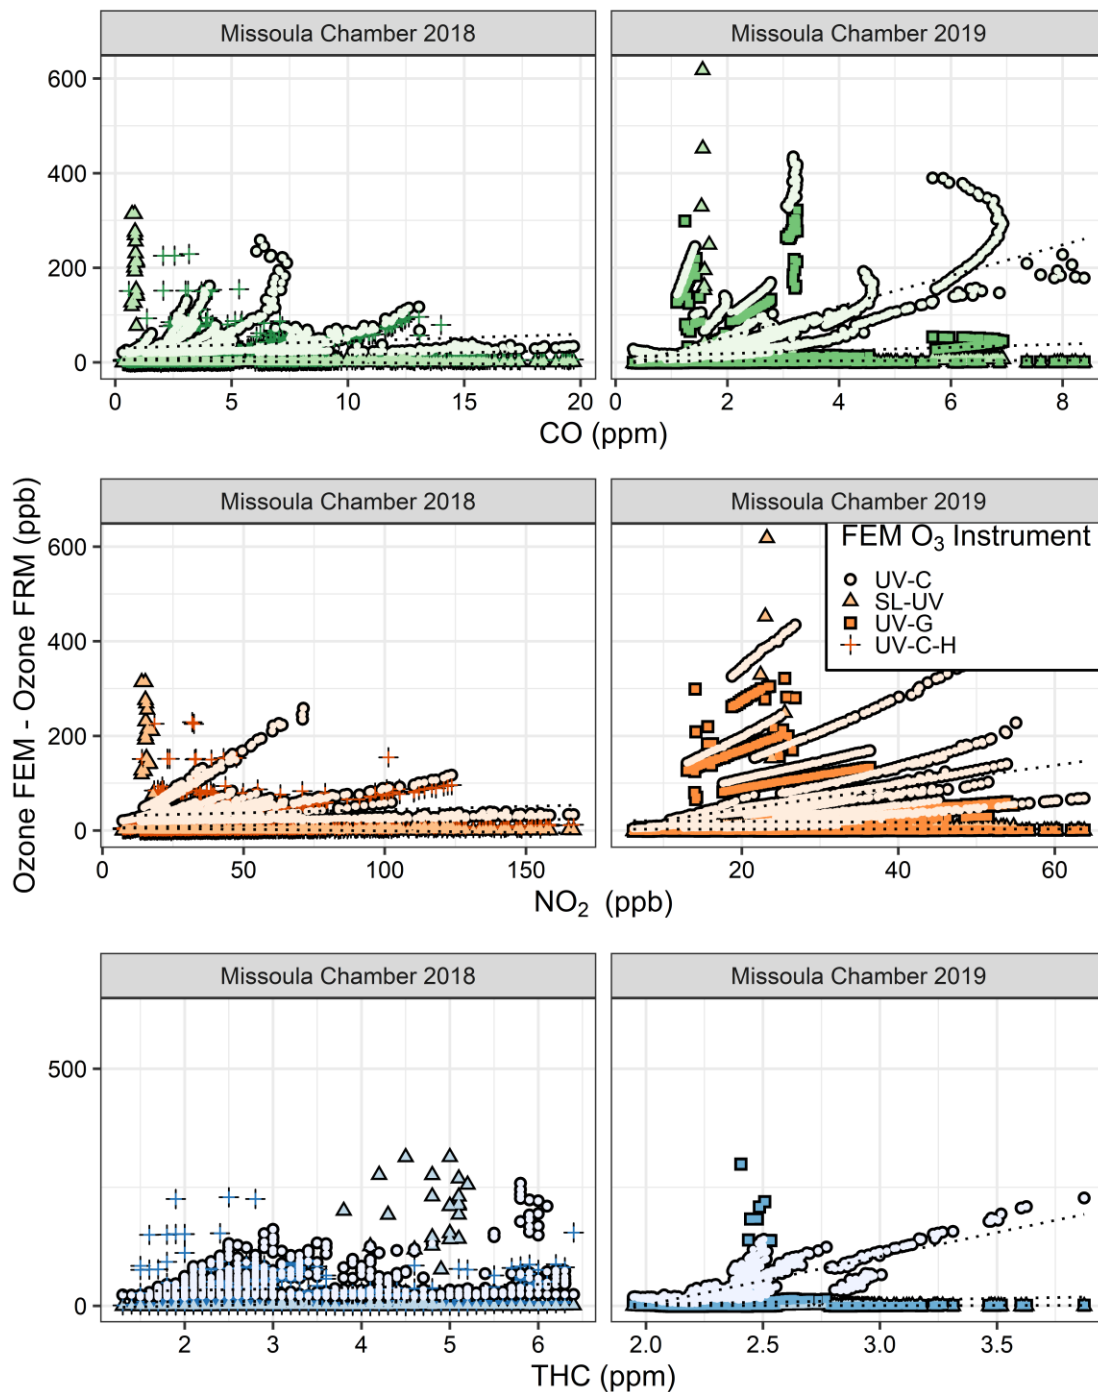 Missoula Chamber 2018
Missoula Chamber 2019
600
400
200
0
0
5
10
15
20
0
2
4
6
8
CO (ppm)
Ozone FEM - Ozone FRM (ppb)
Missoula Chamber 2018
Missoula Chamber 2019
600
400
200
0
FEM O₃ Instrument
UV-C
SL-UV
UV-G
UV-C-H
0
50
100
150
20
40
60
NO₂ (ppb)
Missoula Chamber 2018
Missoula Chamber 2019
500
0
2
3
4
5
6
2.0
2.5
3.0
3.5
THC (ppm)